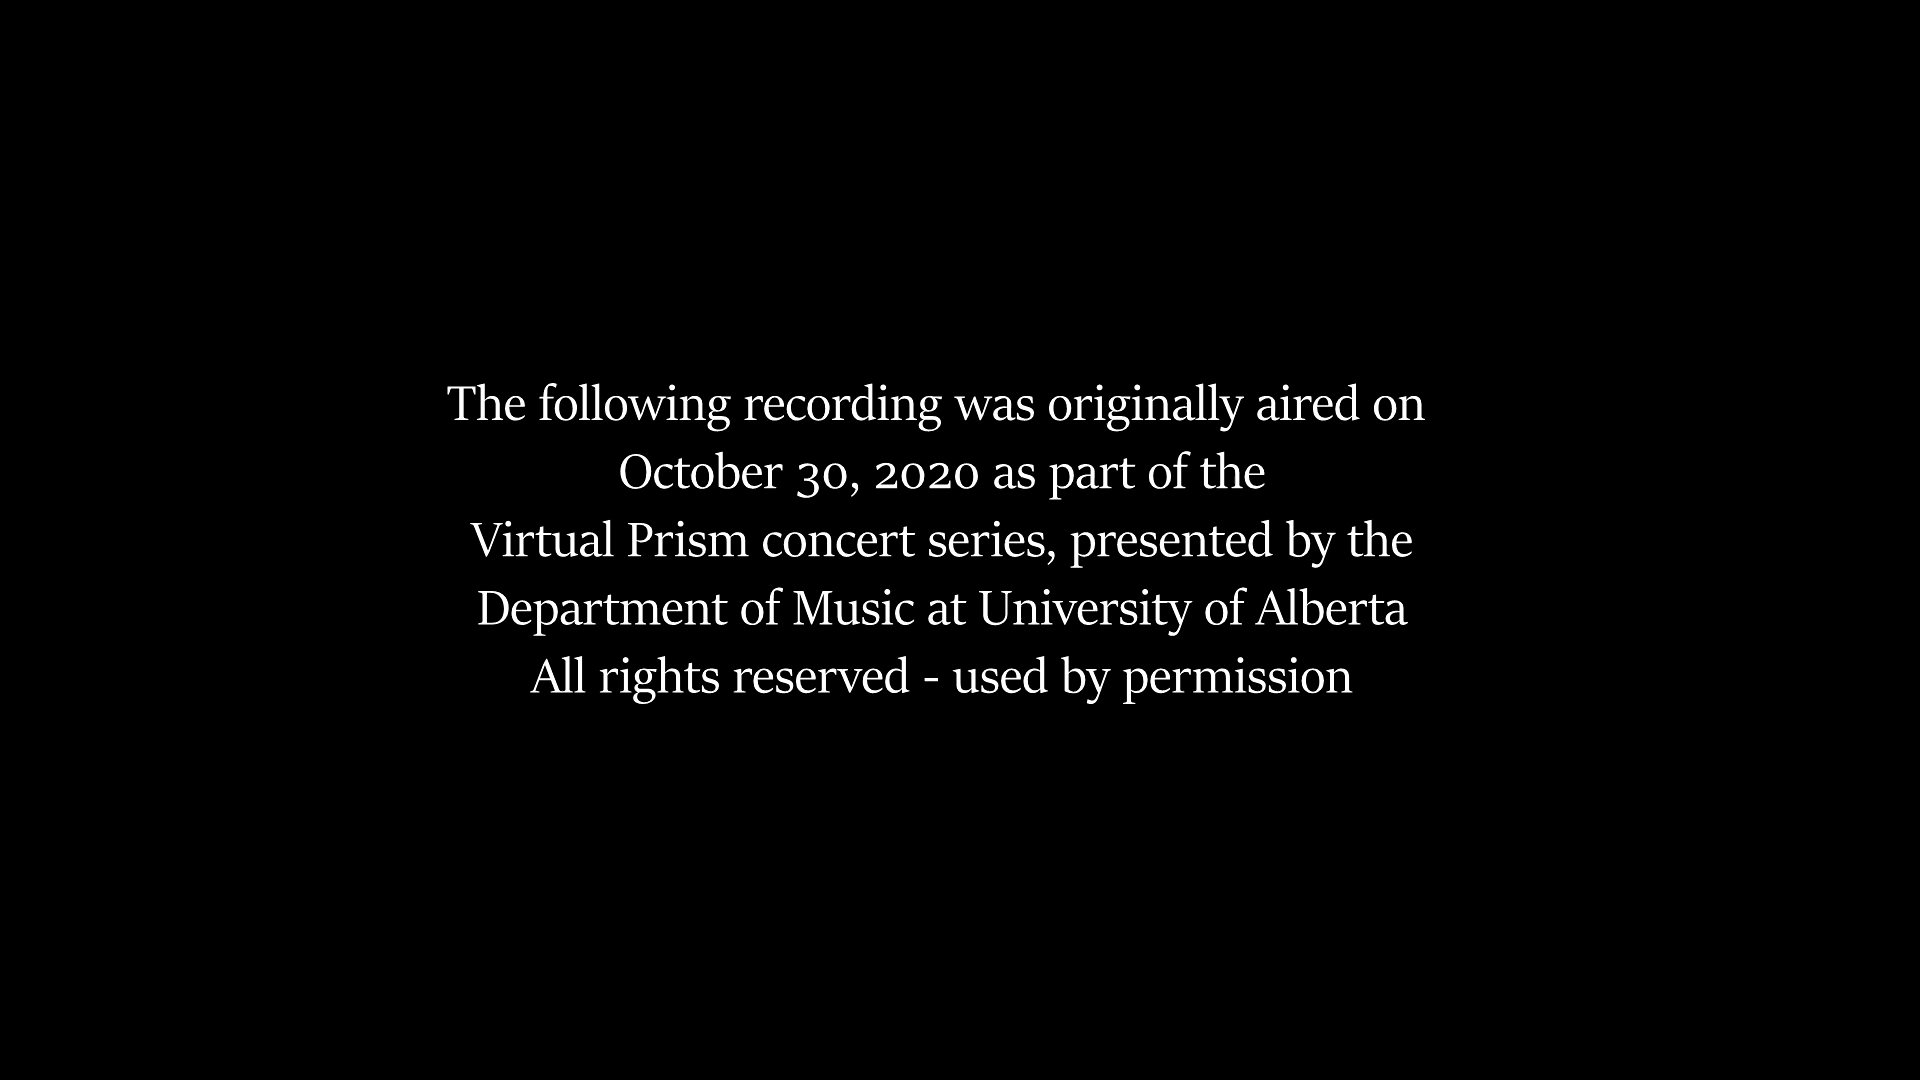 The following recording was originally aired on
October 30, 2020 as part of the
Virtual Prism concert series, presented by the
Department of Music at University of Alberta
All rights reserved - used by permission